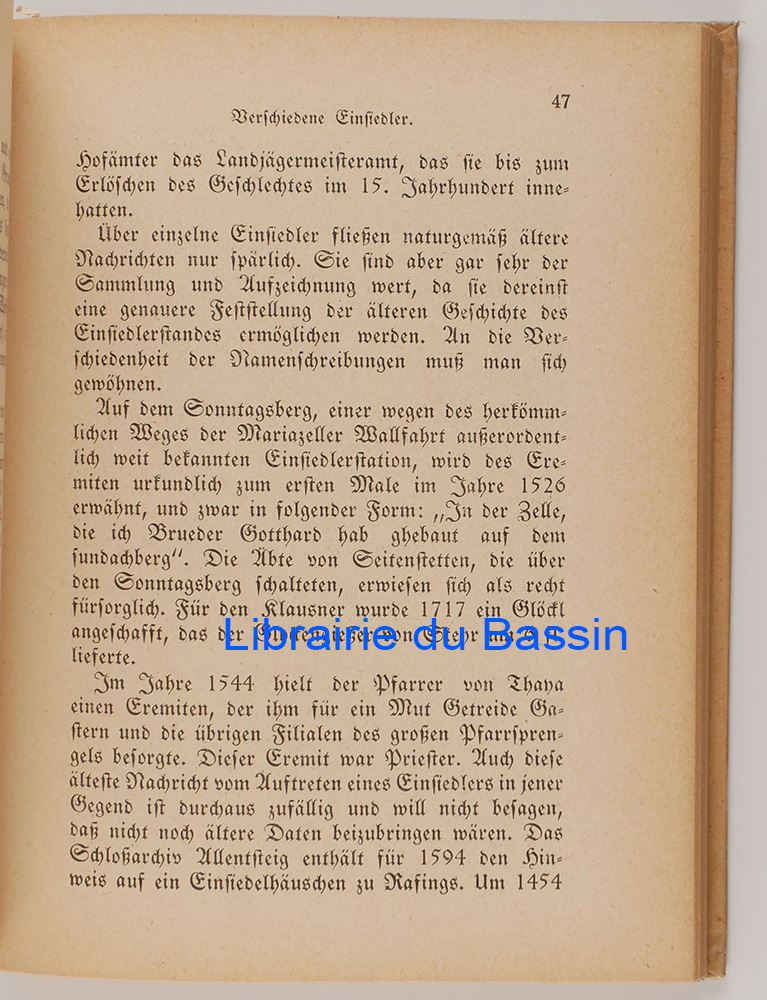 47
Verschiedene Einsiedler.
Hofämter das Landjägermeisteramt, das sie bis zum
Erlöschen des Geschlechtes im 15. Jahrhundert inne-
hatten.
Über einzelne Einsiedler fließen naturgemäß ältere
Nachrichten nur spärlich. Sie sind aber gar sehr der
Sammlung und Aufzeichnung wert, da sie dereinst
eine genauere Feststellung der älteren Geschichte des
Einsiedlerstandes ermöglichen werden. An die Ver-
schiedenheit der Namenschreibungen muß man sich
gewöhnen.
Auf dem Sonntagsberg, einer wegen des herkömm-
lichen Weges der Mariazeller Wallfahrt außerordent-
lich weit bekannten Einsiedlerstation, wird des Ere-
miten urkundlich zum ersten Male im Jahre 1526
erwähnt, und zwar in folgender Form: „In der Zelle,
die ich Brueder Gotthard hab ghebaut auf dem
sundachberg“. Die Äbte von Seitenstetten, die über
den Sonntagsberg schalteten, erwiesen sich als recht
fürsorglich. Für den Klausner wurde 1717 ein Glöckl
angeschafft, das der Glockengießer von Steyr um
Librairie du Bassin
lieferte.
Im Jahre 1544 hielt der Pfarrer von Thaya
einen Eremiten, der ihm für ein Mut Getreide Ga-
stern und die übrigen Filialen des großen Pfarrspren-
gels besorgte. Dieser Eremit war Priester. Auch diese
älteste Nachricht vom Auftreten eines Einsiedlers in jener
Gegend ist durchaus zufällig und will nicht besagen,
daß nicht noch ältere Daten beizubringen wären. Das
Schloßarchiv Allentsteig enthält für 1594 den Hin-
weis auf ein Einsiedelhäuschen zu Rafings. Um 1454